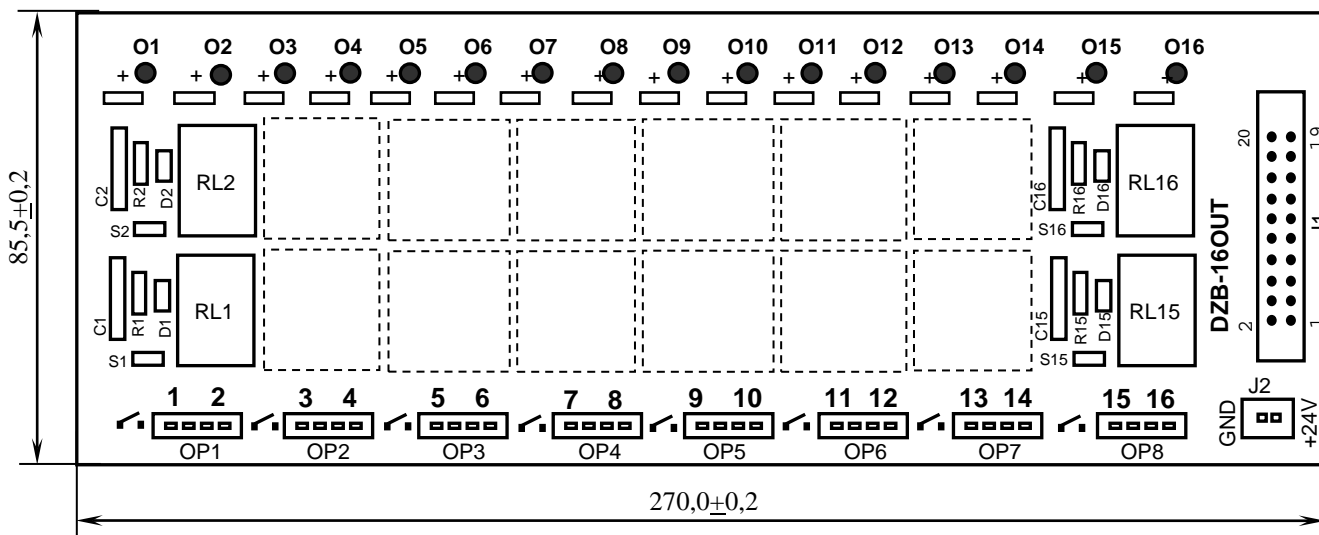 O1 O2 O3 O4 O5 O6 O7 O8 O9 O10 O11 O12 O13 O14 O15 O16
+ + + + + + + + + + + + + + + +
C2 R2 D2 RL2
S2
C16 R16 D16 RL16
S16
20 19
C1 R1 D1 RL1
S1
C15 R15 D15 RL15
S15
DZB-16OUT
2 1
1 2 3 4 5 6 7 8 9 10 11 12 13 14 15 16
OP1 OP2 OP3 OP4 OP5 OP6 OP7 OP8
J2
GND +24V
85,5±0,2
270,0±0,2